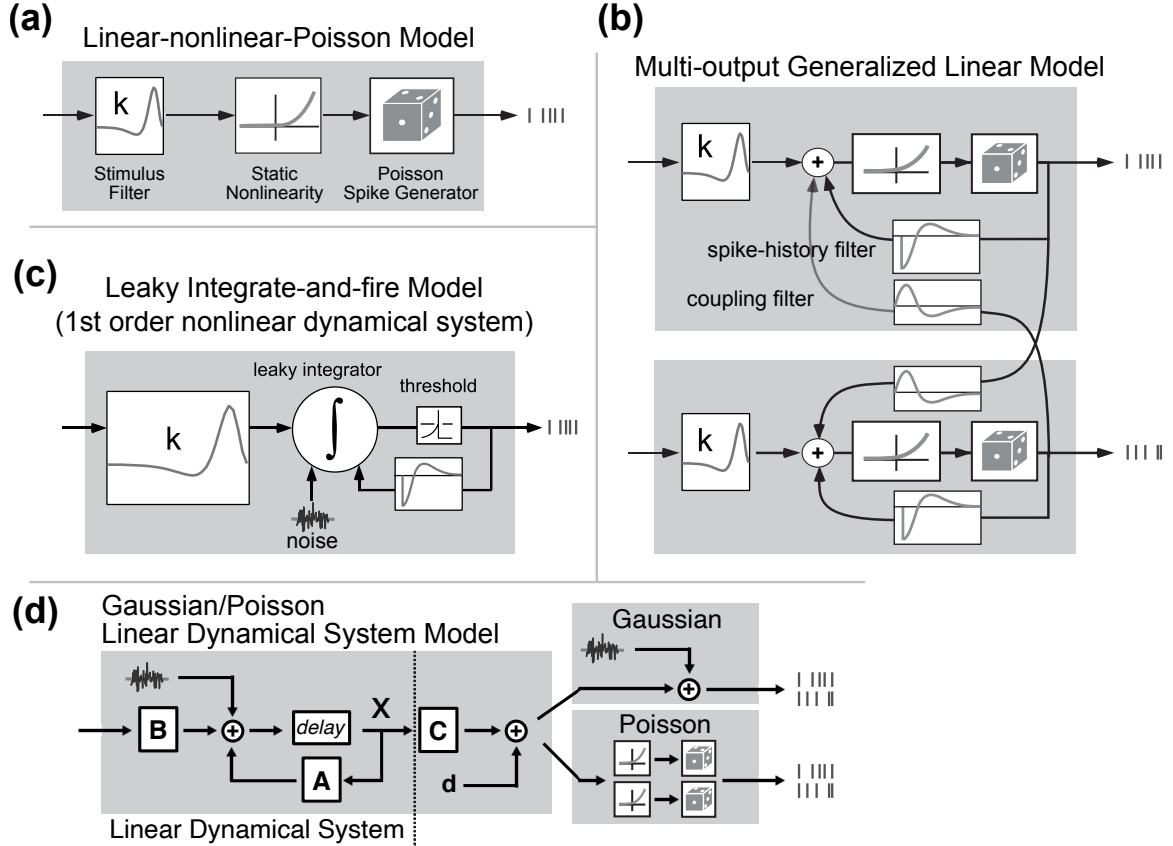 (a)
Linear-nonlinear-Poisson Model
k
Stimulus
Filter
Static
Nonlinearity
Poisson
Spike Generator
(b)
Multi-output Generalized Linear Model
k
+
spike-history filter
coupling filter
k
+
(c)
Leaky Integrate-and-fire Model
(1st order nonlinear dynamical system)
leaky integrator
threshold
k
∫
noise
(d)
Gaussian/Poisson
Linear Dynamical System Model
B
+
delay
X
A
C
+
d
Linear Dynamical System
Gaussian
+
Poisson